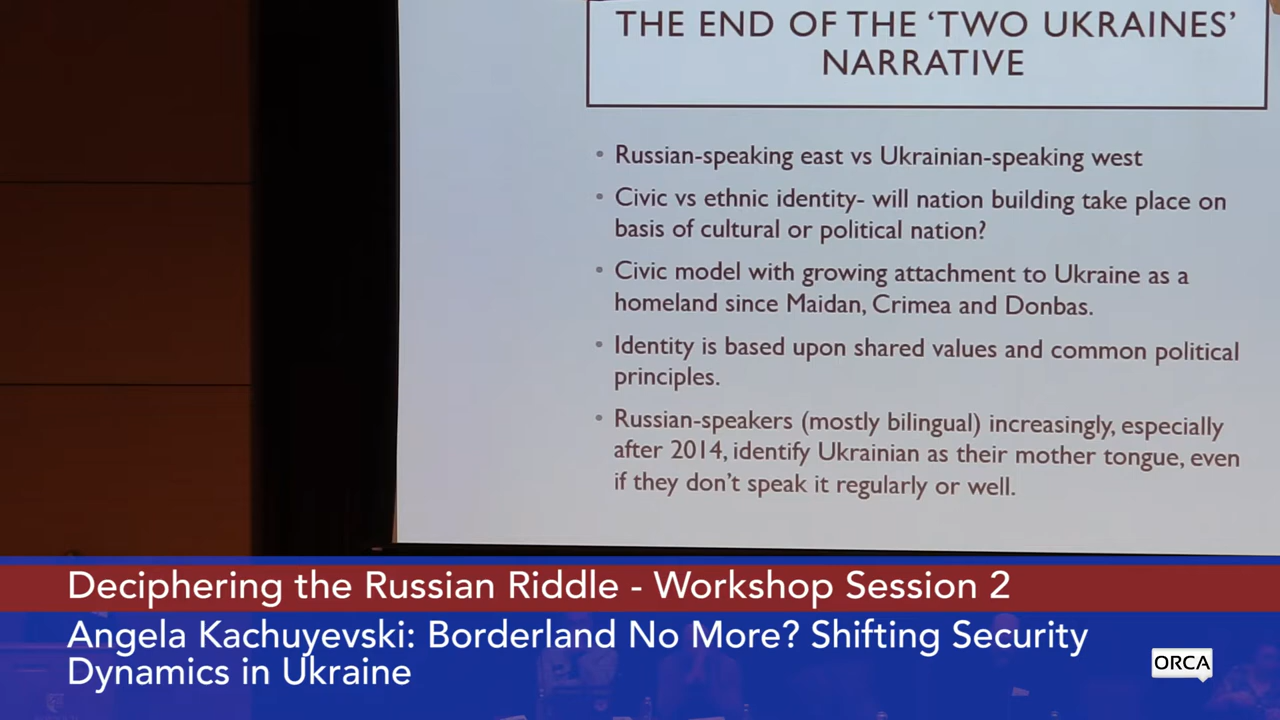 THE END OF THE ‘TWO UKRAINES’
NARRATIVE
• Russian-speaking east vs Ukrainian-speaking west
• Civic vs ethnic identity- will nation building take place on
basis of cultural or political nation?
• Civic model with growing attachment to Ukraine as a
homeland since Maidan, Crimea and Donbas.
• Identity is based upon shared values and common political
principles.
• Russian-speakers (mostly bilingual) increasingly, especially
after 2014, identify Ukrainian as their mother tongue, even
if they don’t speak it regularly or well.
Deciphering the Russian Riddle - Workshop Session 2
Angela Kachuyevski: Borderland No More? Shifting Security
Dynamics in Ukraine
ORCA